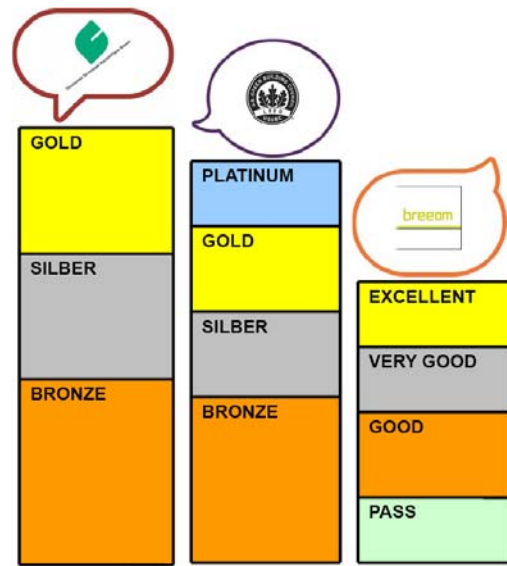 GOLD
SILBER
BRONZE
PLATINUM
GOLD
SILBER
BRONZE
breeam
EXCELLENT
VERY GOOD
GOOD
PASS